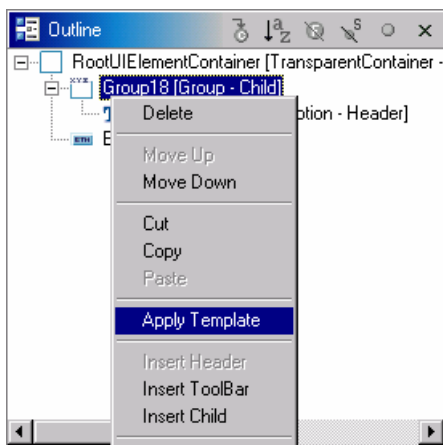 Outline
RootUIElementContainer [TransparentContainer -
Group18 [Group - Child]
ption - Header]
Delete
Move Up
Move Down
Cut
Copy
Paste
Apply Template
Insert Header
Insert ToolBar
Insert Child